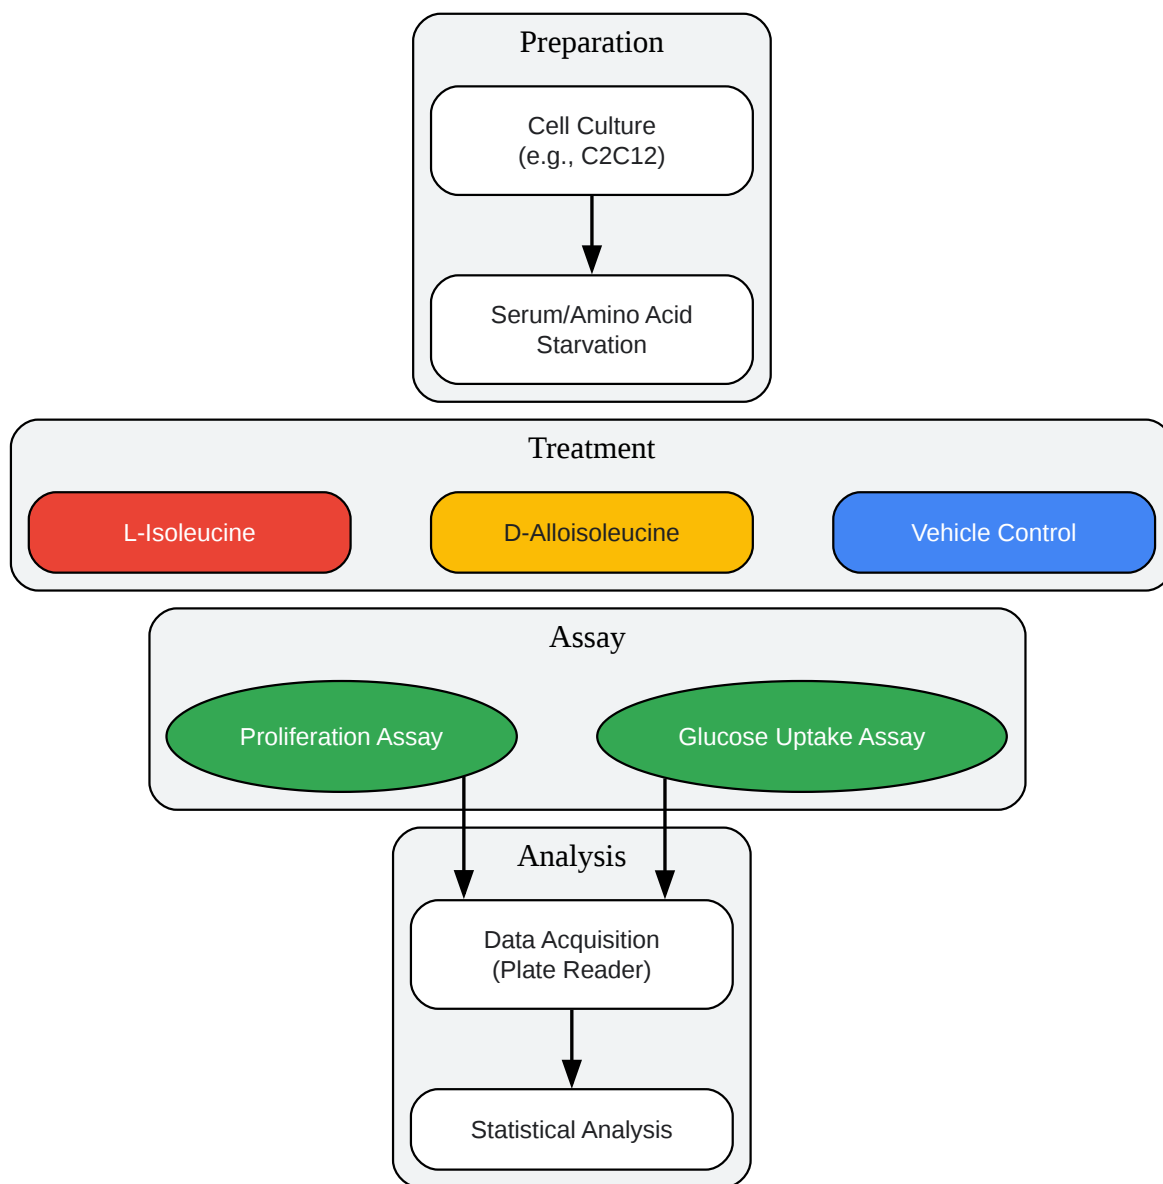 Preparation
Cell Culture
(e.g., C2C12)
Serum/Amino Acid
Starvation
Treatment
L-Isoleucine
D-Alloisoleucine
Vehicle Control
Assay
Proliferation Assay
Glucose Uptake Assay
Analysis
Data Acquisition
(Plate Reader)
Statistical Analysis